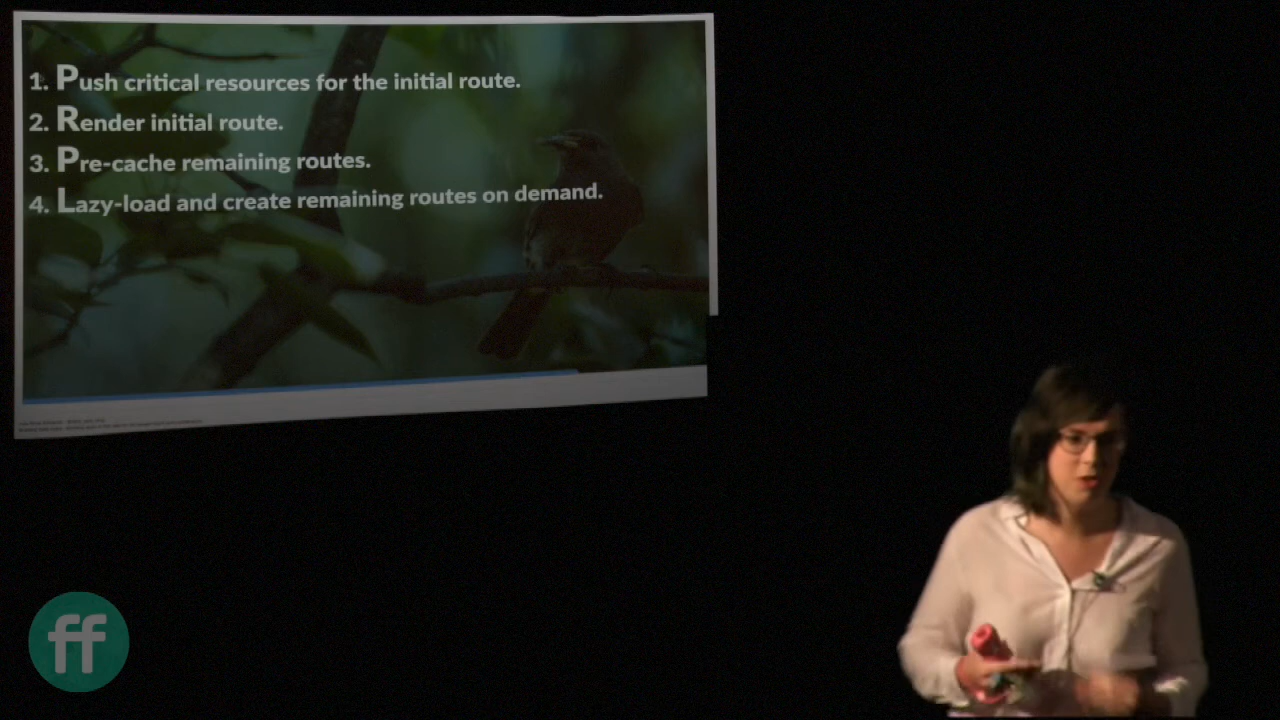 1. Push critical resources for the initial route.
2. Render initial route.
3. Pre-cache remaining routes.
4. Lazy-load and create remaining routes on demand.
ff